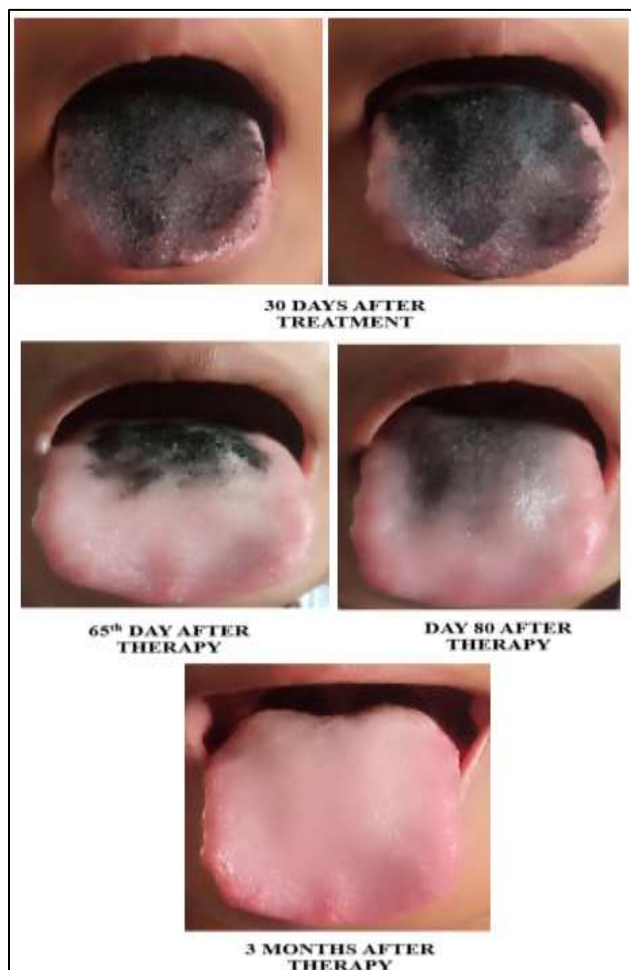 30 DAYS AFTER
TREATMENT
65th DAY AFTER
THERAPY
DAY 80 AFTER
THERAPY
3 MONTHS AFTER
THERAPY